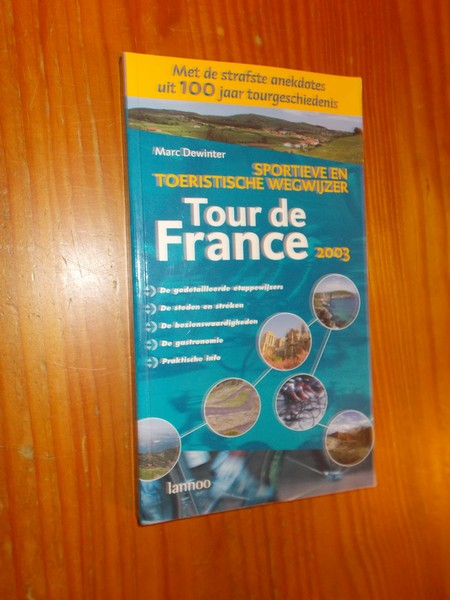 Met de strafste anekdotes
uit 100 jaar tourgeschiedenis
Marc Dewinter
SPORTIEVE EN
TOERISTISCHE WEGWIJZER
Tour de
France 2003
De gedetailleerde etappewijzers
De steden en streken
De bezienswaardigheden
De gastronomie
Praktische info
lannoo